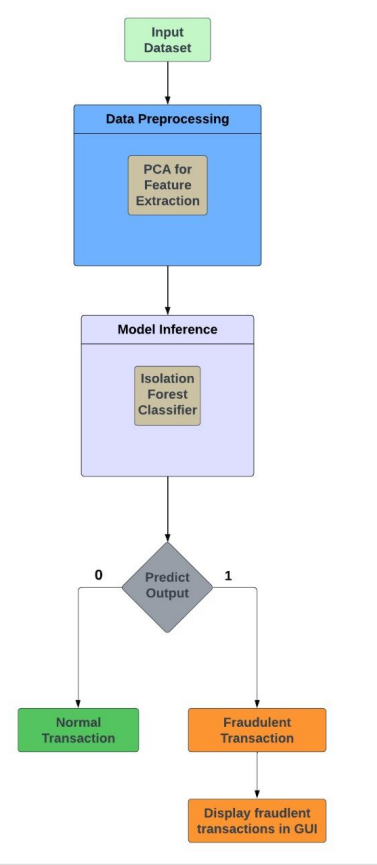 Input
Dataset
Data Preprocessing
PCA for
Feature
Extraction
Model Inference
Isolation
Forest
Classifier
Predict
Output
0
1
Normal
Transaction
Fraudulent
Transaction
Display fraudlent
transactions in GUI